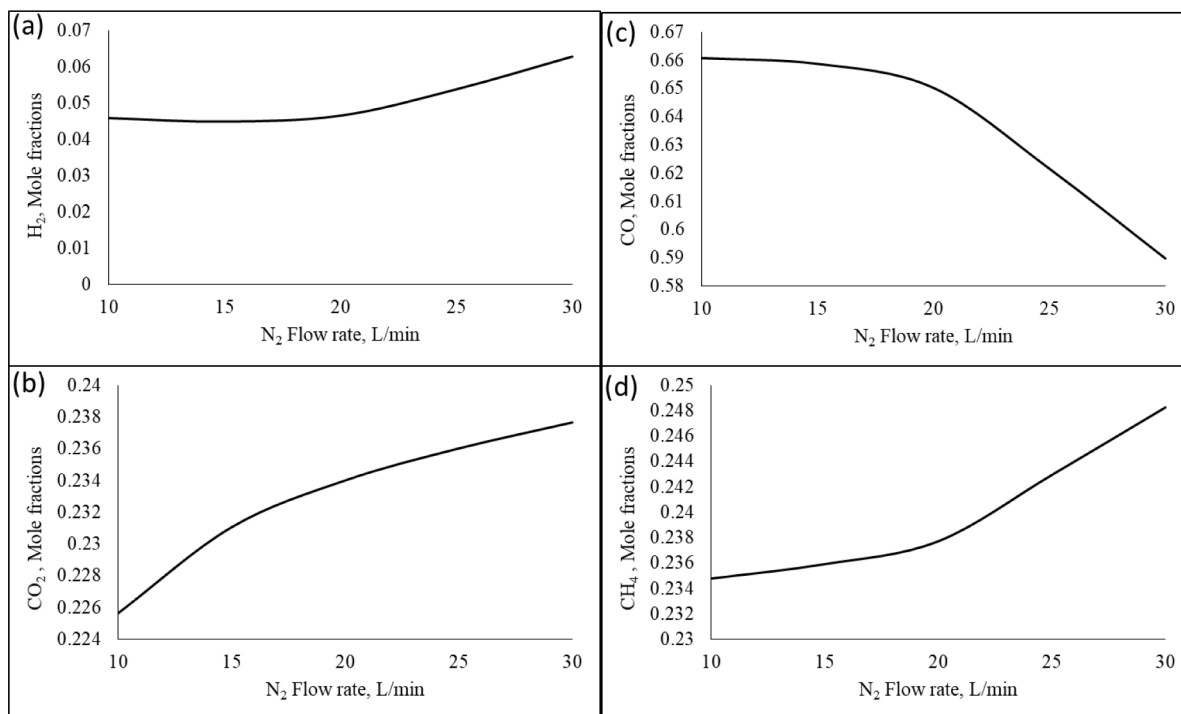 (a)
0.07
0.06
0.05
0.04
0.03
0.02
0.01
0
H₂, Mole fractions
10 15 20 25 30
N₂ Flow rate, L/min
(c)
0.67
0.66
0.65
0.64
0.63
0.62
0.61
0.6
0.59
0.58
CO, Mole fractions
10 15 20 25 30
N₂ Flow rate, L/min
(b)
0.24
0.238
0.236
0.234
0.232
0.23
0.228
0.226
0.224
CO₂, Mole fractions
10 15 20 25 30
N₂ Flow rate, L/min
(d)
0.25
0.248
0.246
0.244
0.242
0.24
0.238
0.236
0.234
0.232
0.23
CH₄ , Mole fractions
10 15 20 25 30
N₂ Flow rate, L/min